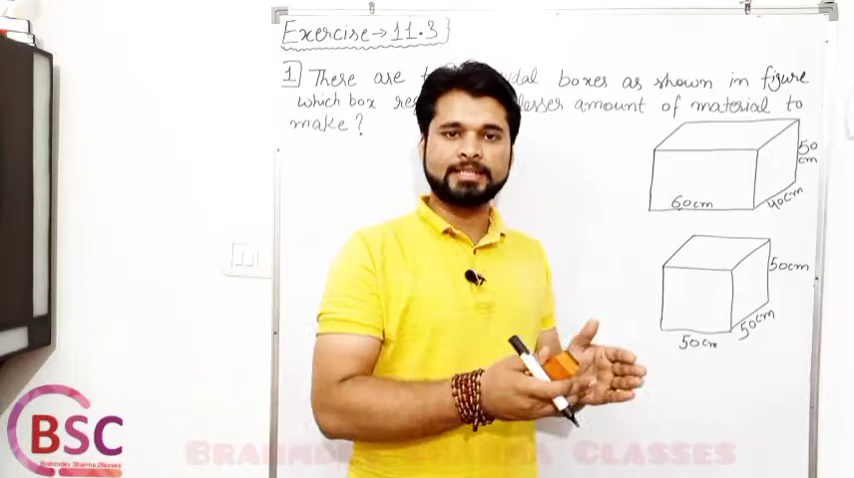 Exercise→11.3}
1 There are boxes as shown in figure
which box lesser amount of material to
make?
50
cm
60cm
40cm
50cm
50cm
50cm
BSC
Brahmdev Sharma Classes
BRAHMDEV SHARMA CLASSES